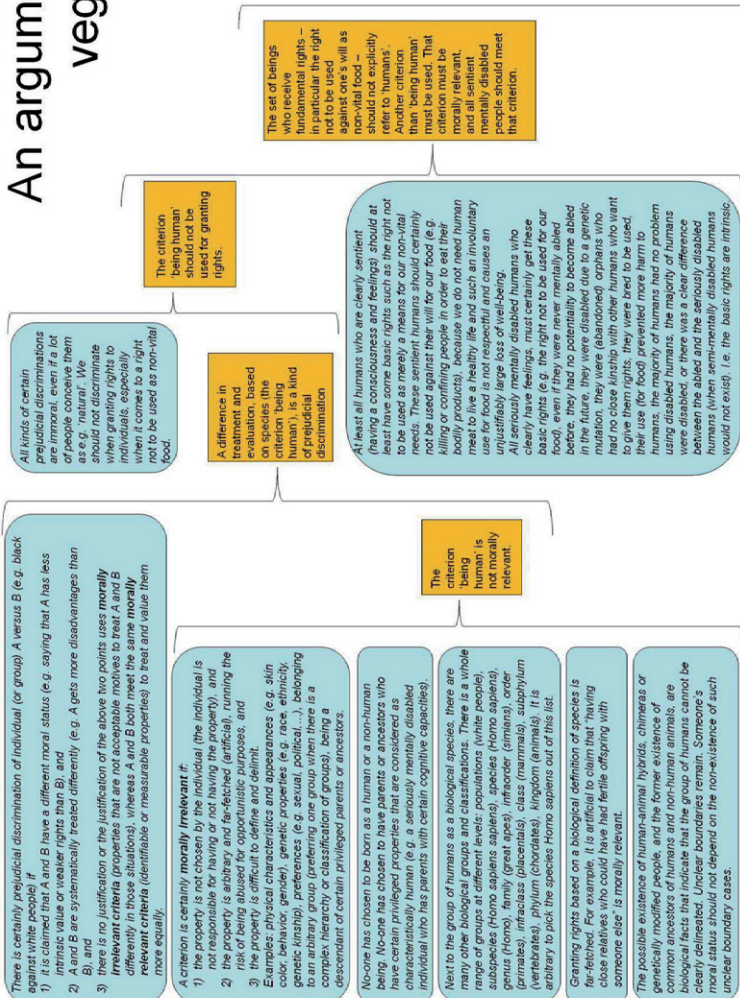 An argum
veg
There is certainly prejudicial discrimination of individual (or group) A versus B (e.g. black
against white people) if
1) it is claimed that A and B have a different moral status (e.g. saying that A has less
intrinsic value or weaker rights than B), and
2) A and B are systematically treated differently (e.g. A gets more disadvantages than
B), and
3) there is no justification or the justification of the above two points uses morally
irrelevant criteria (properties that are not acceptable motives to treat A and B
differently in those situations), whereas A and B both meet the same morally
relevant criteria (identifiable or measurable properties) to treat and value them
more equally.
A criterion is certainly morally irrelevant if:
1) the property is not chosen by the individual (the individual is
not responsible for having or not having the property), and
2) the property is arbitrary and far-fetched (artificial), running the
risk of being abused for opportunistic purposes, and
3) the property is difficult to define and delimit.
Examples: physical characteristics and appearances (e.g. skin
color, behavior, gender), genetic properties (e.g. race, ethnicity,
genetic kinship), preferences (e.g. sexual, political,…), belonging
to an arbitrary group (preferring one group when there is a
complex hierarchy or classification of groups), being a
descendant of certain privileged parents or ancestors.
No-one has chosen to be born as a human or a non-human
being. No-one has chosen to have parents or ancestors who
have certain privileged properties that are considered as
characteristically human (e.g. a seriously mentally disabled
individual who has parents with certain cognitive capacities).
Next to the group of humans as a biological species, there are
many other biological groups and classifications. There is a whole
range of groups at different levels: populations (white people),
subspecies (Homo sapiens sapiens), species (Homo sapiens),
genus (Homo), family (great apes), infraorder (simians), order
(primates), infraclass (placentals), class (mammals), subphylum
(vertebrates), phylum (chordates), kingdom (animals). It is
arbitrary to pick the species Homo sapiens out of this list.
Granting rights based on a biological definition of species is
far-fetched. For example. It is artificial to claim that "having
close relatives who could have had fertile offspring with
someone else" is morally relevant.
The possible existence of human-animal hybrids, chimeras or
genetically modified people, and the former existence of
common ancestors of humans and non-human animals, are
biological facts that indicate that the group of humans cannot be
clearly delineated. Unclear boundaries remain. Someone's
moral status should not depend on the non-existence of such
unclear boundary cases.
The
criterion
'being
human' is
not morally
relevant.
A difference in
treatment and
evaluation, based
on species (the
criterion 'being
human'), is a kind
of prejudicial
discrimination
All kinds of certain
prejudicial discriminations
are immoral, even if a lot
of people conceive them
as e.g. 'natural'. We
should not discriminate
when granting rights to
individuals, especially
when it comes to a right
not to be used as non-vital
food.
The criterion
'being human'
should not be
used for granting
rights.
At least all humans who are clearly sentient
(having a consciousness and feelings) should at
least have some basic rights such as the right not
to be used as merely a means for our non-vital
needs. These sentient humans should certainly
not be used against their will for our food (e.g.
killing or confining people in order to eat their
bodily products), because we do not need human
meat to live a healthy life and such an involuntary
use for food is not respectful and causes an
unjustifiably large loss of well-being.
All seriously mentally disabled humans who
clearly have feelings, must certainly get these
basic rights (e.g. the right not to be used for our
food), even if they were never mentally abled
before, they had no potentiality to become abled
in the future, they were disabled due to a genetic
mutation, they were (abandoned) orphans who
had no close kinship with other humans who want
to give them rights, they were bred to be used,
their use (for food) prevented more harm to
humans, the majority of humans had no problem
using disabled humans, the majority of humans
were disabled, or there was a clear difference
between the abled and the seriously disabled
humans (when semi-mentally disabled humans
would not exist). I.e. the basic rights are intrinsic.
The set of beings
who receive
fundamental rights –
in particular the right
not to be used
against one's will as
non-vital food –
should not explicitly
refer to 'humans'.
Another criterion
than 'being human'
must be used. That
criterion must be
morally relevant,
and all sentient
mentally disabled
people should meet
that criterion.